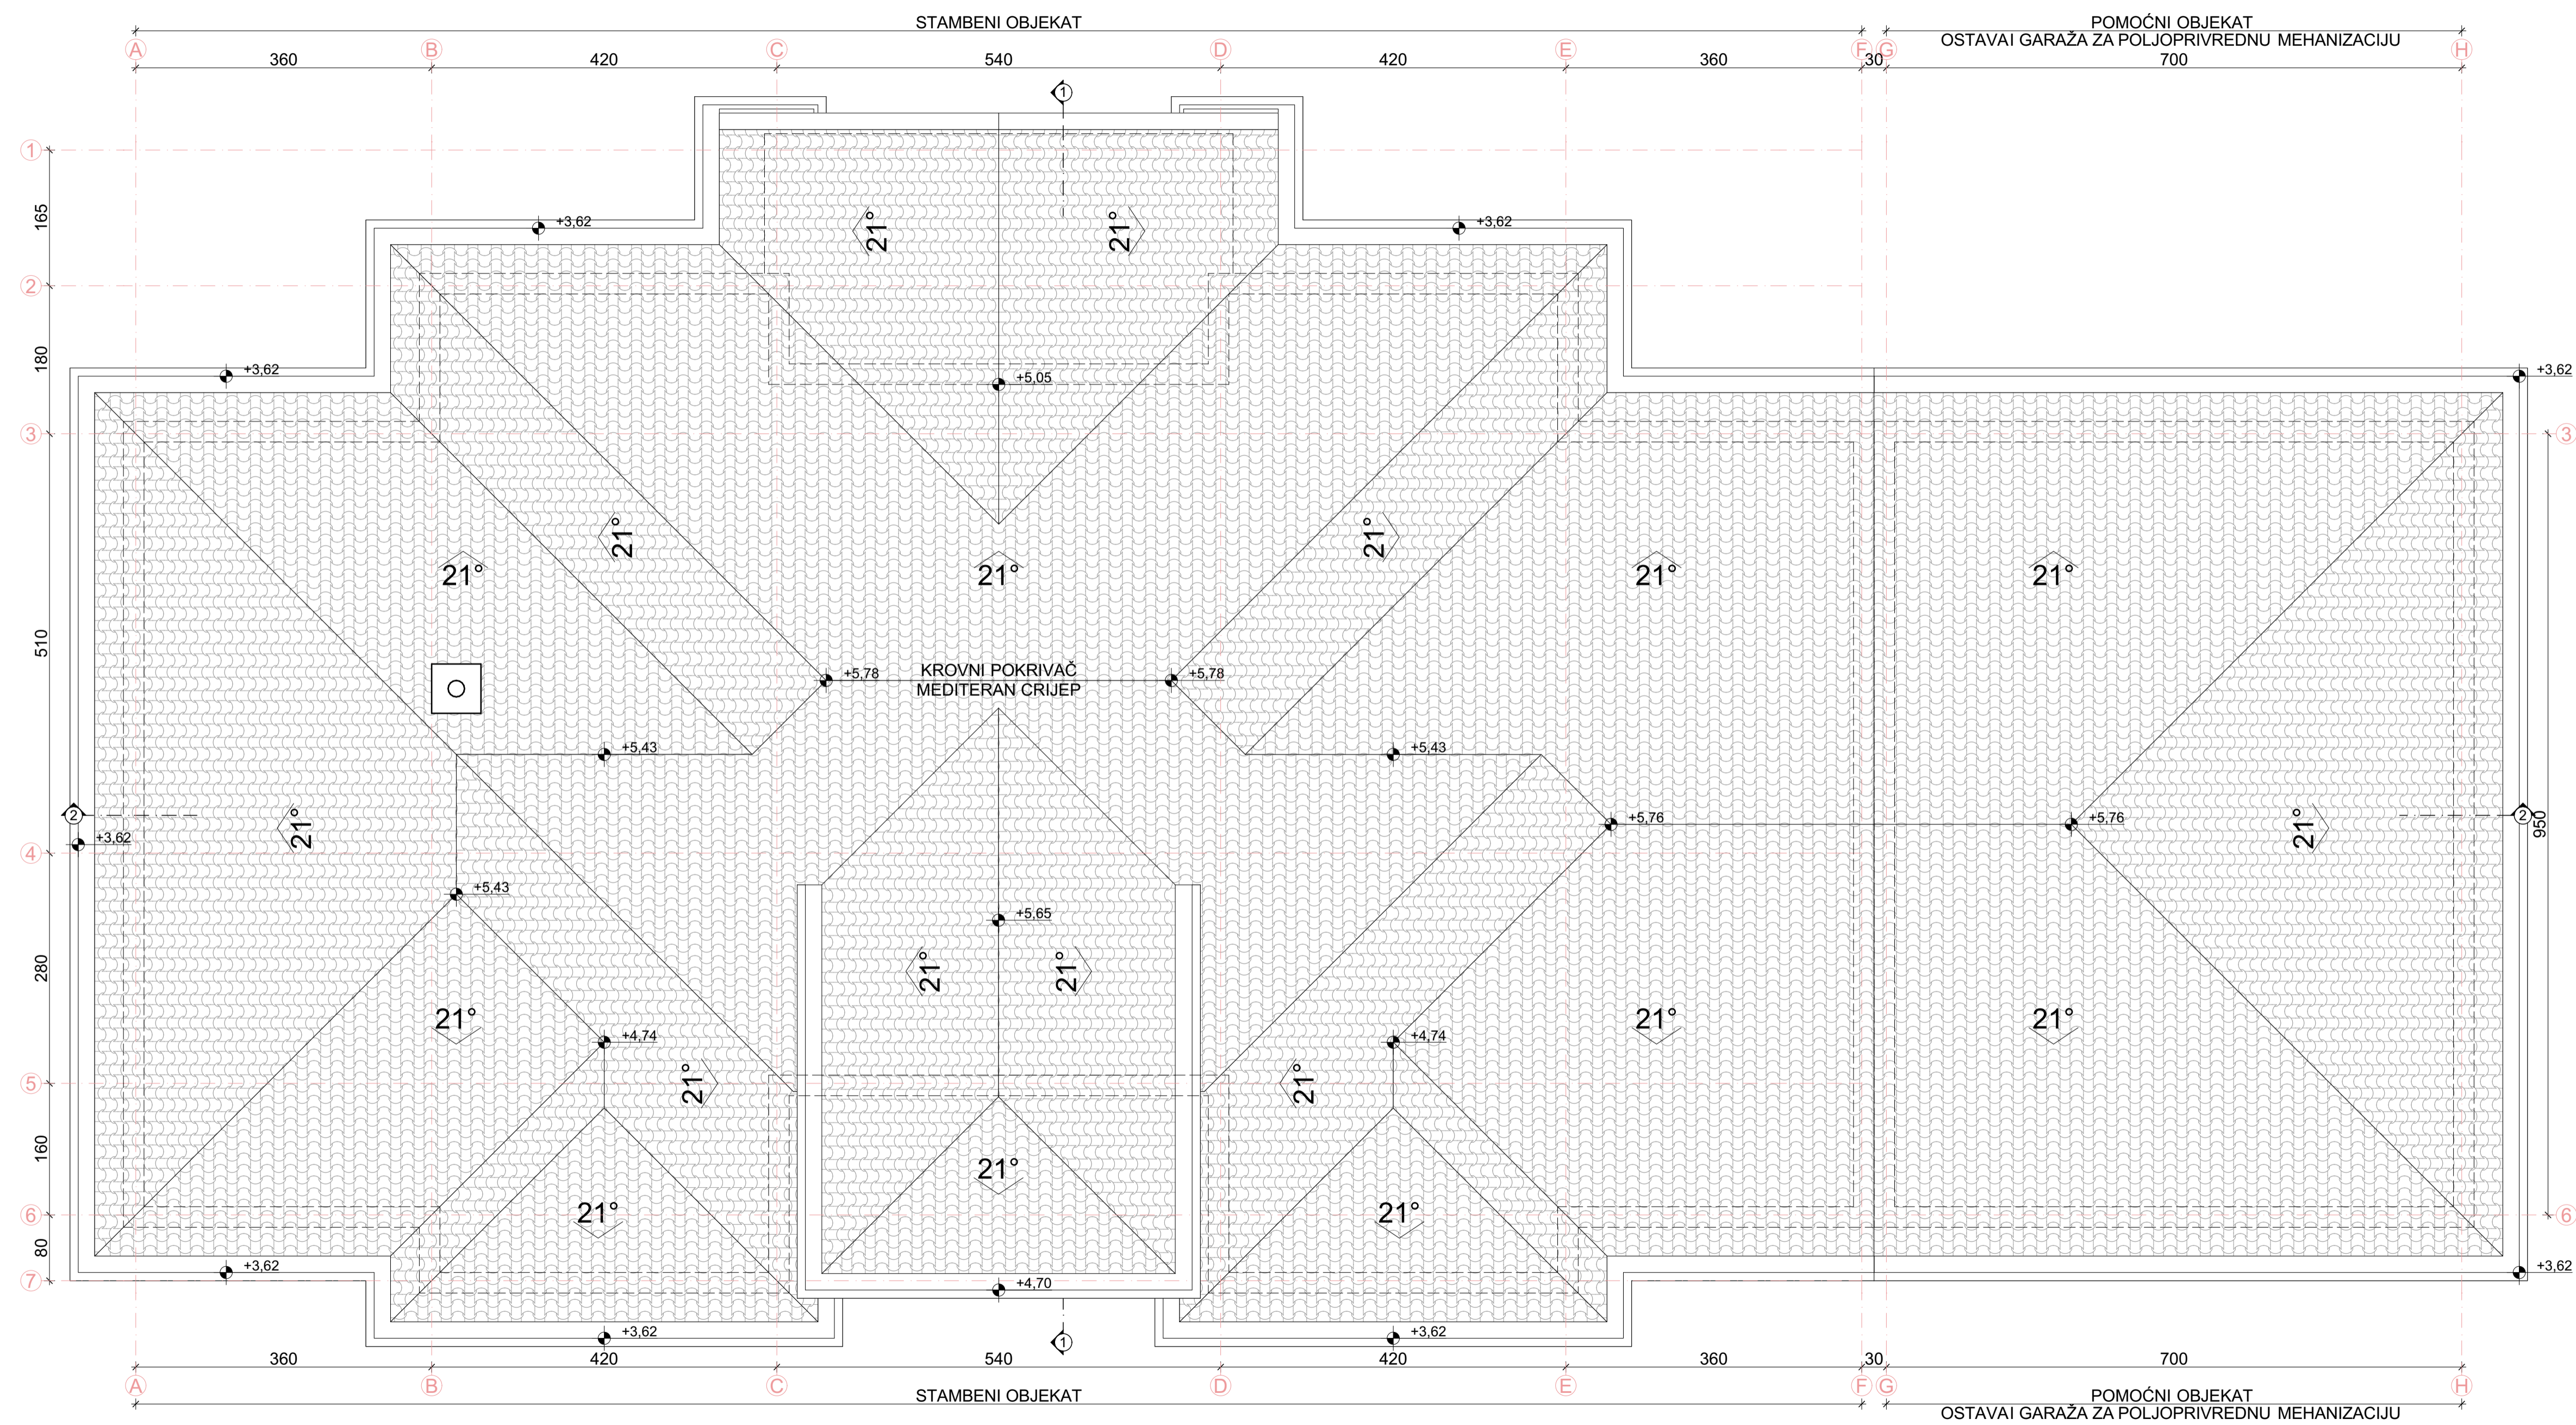 STAMBENI OBJEKAT
POMOĆNI OBJEKAT
OSTAVA I GARAŽA ZA POLJOPRIVREDNU MEHANIZACIJU
A B C D E F G H
360 420 540 420 360 30 700
1
1
165
21° 21°
+3,62 +3,62
2
180
+3,62 +5,05 +3,62
3 3
21° 21°
21° 21° 21° 21°
510
KROVNI POKRIVAČ
MEDITERAN CRIJEP
+5,78 +5,78
+5,43 +5,43
2 2
950
21° 21°
+5,76 +5,76
+3,62
4
+5,43
+5,65
280
21° 21°
21° 21° 21°
+4,74 +4,74
5
21° 21°
160
21°
6 6
21° 21°
80
+3,62 +3,62
7
+4,70
+3,62 +3,62
1
360 420 540 420 360 30 700
A B C D E F G H
STAMBENI OBJEKAT
POMOĆNI OBJEKAT
OSTAVA I GARAŽA ZA POLJOPRIVREDNU MEHANIZACIJU